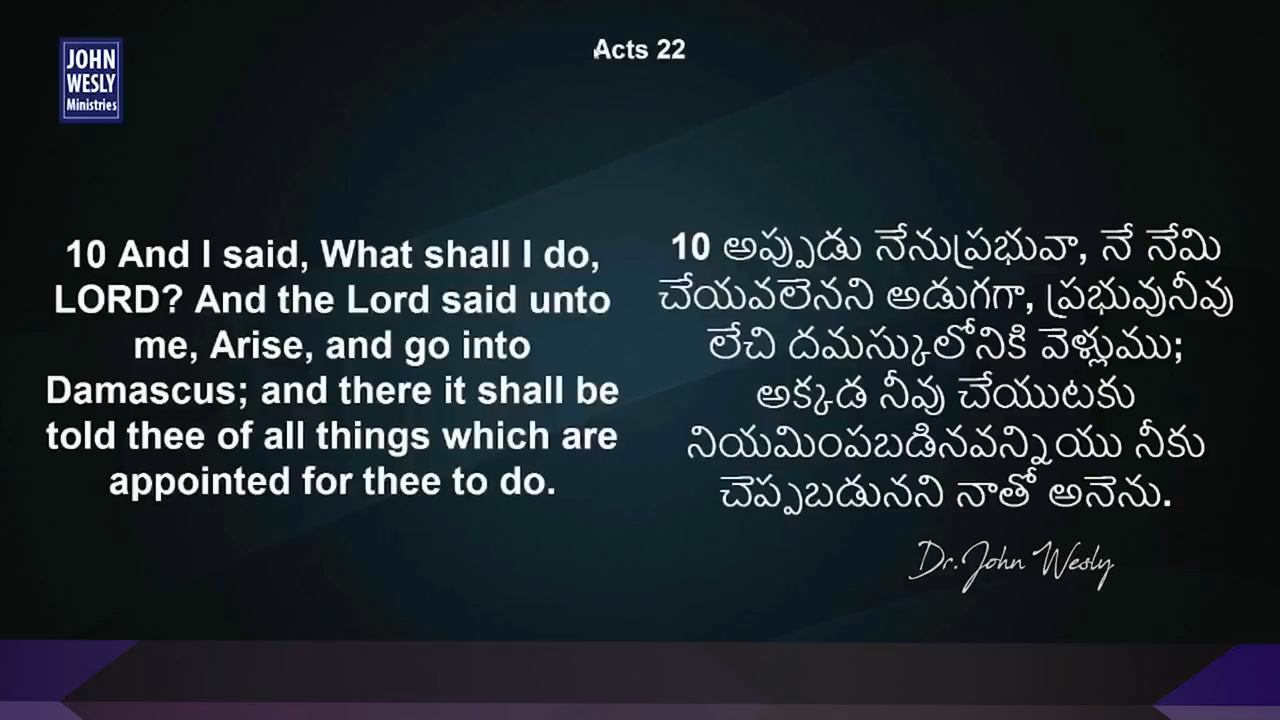 JOHN
WESLY
Ministries
Acts 22
10 And I said, What shall I do,
LORD? And the Lord said unto
me, Arise, and go into
Damascus; and there it shall be
told thee of all things which are
appointed for thee to do.
10 అప్పుడు నేనుప్రభువా, నే నేమి
చేయవలెనని అడుగగా, ప్రభువునీవు
లేచి దమస్కులోనికి వెళ్లుము;
అక్కడ నీవు చేయుటకు
నియమింపబడినవన్నియు నీకు
చెప్పబడునని నాతో అనెను.
Dr. John Wesly